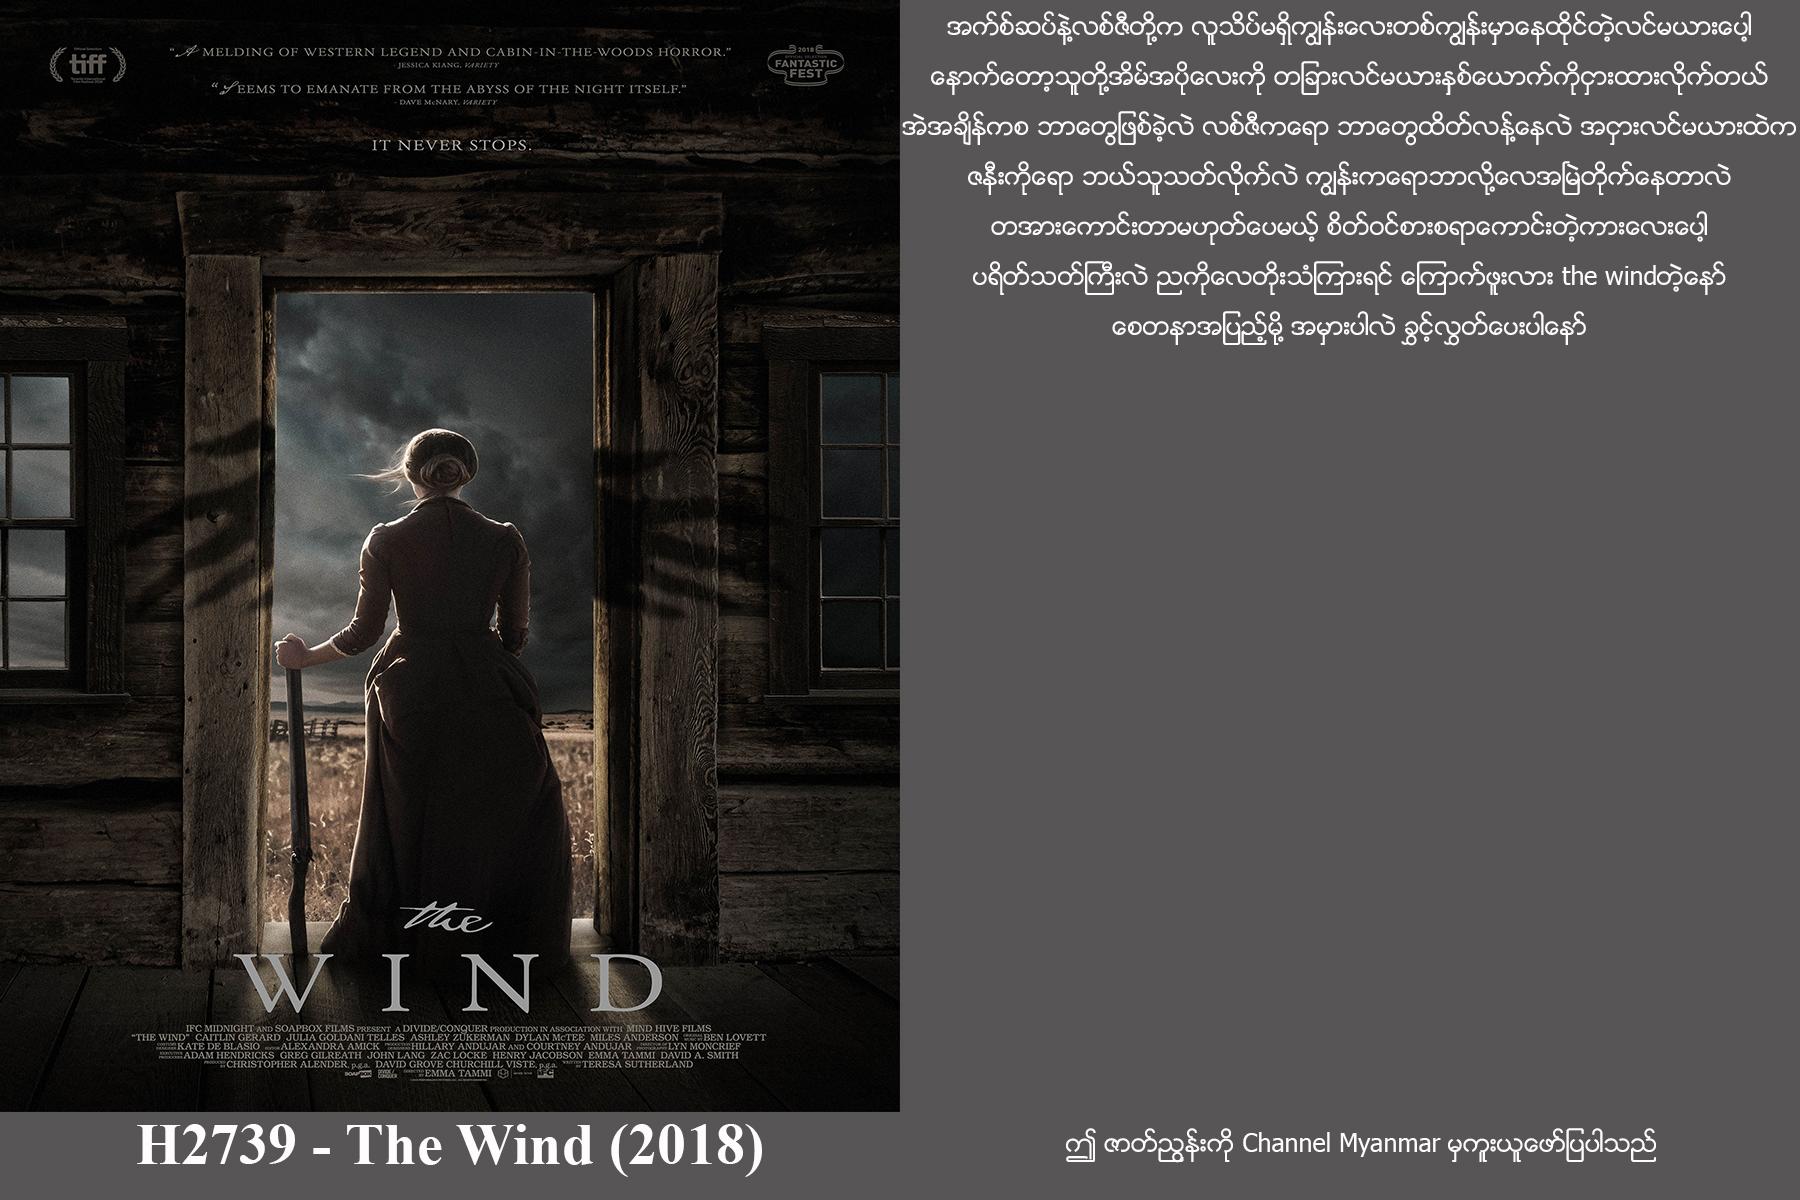 tiff
"A MELDING OF WESTERN LEGEND AND CABIN-IN-THE-WOODS HORROR."
- JESSICA KIANG, VARIETY
"SEEMS TO EMANATE FROM THE ABYSS OF THE NIGHT ITSELF."
- DAVE McNARY, VARIETY
2018
FANTASTIC
FEST
IT NEVER STOPS.
the
WIND
IFC MIDNIGHT AND SOAPBOX FILMS PRESENT A DIVIDE/CONQUER PRODUCTION IN ASSOCIATION WITH MIND HIVE FILMS
"THE WIND" CAITLIN GERARD JULIA GOLDANI TELLES ASHLEY ZUKERMAN DYLAN McTEE MILES ANDERSON BEN LOVETT
KATE DE BLASIO ALEXANDRA AMICK HILLARY ANDUJAR AND COURTNEY ANDUJAR LYN MONCRIEF
ADAM HENDRICKS GREG GILREATH JOHN LANG ZAC LOCKE HENRY JACOBSON EMMA TAMMI DAVID A. SMITH
CHRISTOPHER ALENDER, p.g.a. DAVID GROVE CHURCHILL VISTE, p.g.a. TERESA SUTHERLAND
EMMA TAMMI
H2739 - The Wind (2018)
အက်စ်ဆပ်နဲ့လစ်ဇီတို့က လူသိပ်မရှိကျွန်းလေးတစ်ကျွန်းမှာနေထိုင်တဲ့လင်မယားပေါ့
နောက်တော့သူတို့အိမ်အပိုလေးကို တခြားလင်မယားနှစ်ယောက်ကိုငှားထားလိုက်တယ်
အဲအချိန်ကစ ဘာတွေဖြစ်ခဲ့လဲ လစ်ဇီကရော ဘာတွေထိတ်လန့်နေလဲ အငှားလင်မယားထဲက
ဇနီးကိုရော ဘယ်သူသတ်လိုက်လဲ ကျွန်းကရောဘာလို့လေအမြဲတိုက်နေတာလဲ
တအားကောင်းတာမဟုတ်ပေမယ့် စိတ်ဝင်စားစရာကောင်းတဲ့ကားလေးပေါ့
ပရိတ်သတ်ကြီးလဲ ညကိုလေတိုးသံကြားရင် ကြောက်ဖူးလား the windတဲ့နော်
စေတနာအပြည့်မို့ အမှားပါလဲ ခွင့်လွှတ်ပေးပါနော်
ဤ ဇာတ်ညွှန်းကို Channel Myanmar မှကူးယူဖော်ပြပါသည်